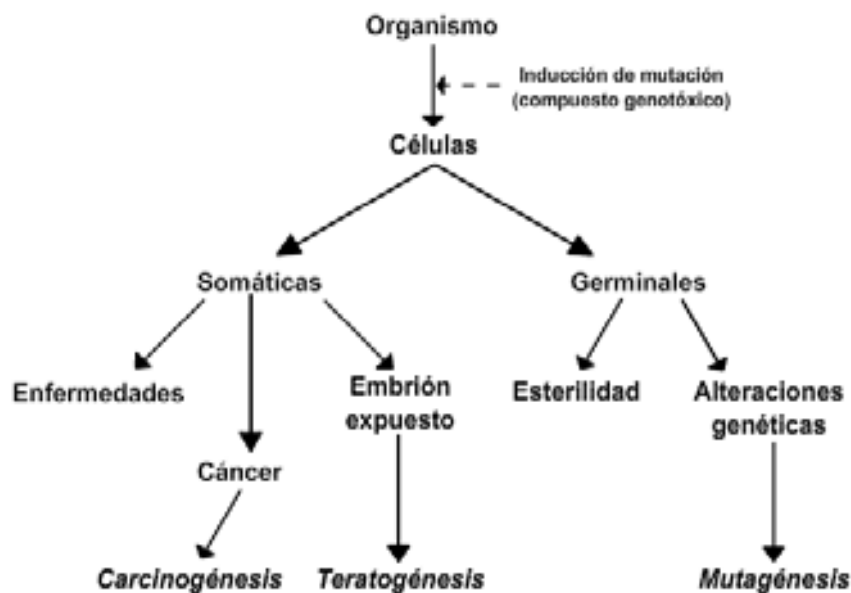 Organismo
Inducción de mutación
(compuesto genotóxico)
Células
Somáticas
Germinales
Enfermedades
Embrión
expuesto
Esterilidad
Alteraciones
genéticas
Cáncer
Carcinogénesis
Teratogénesis
Mutagénesis